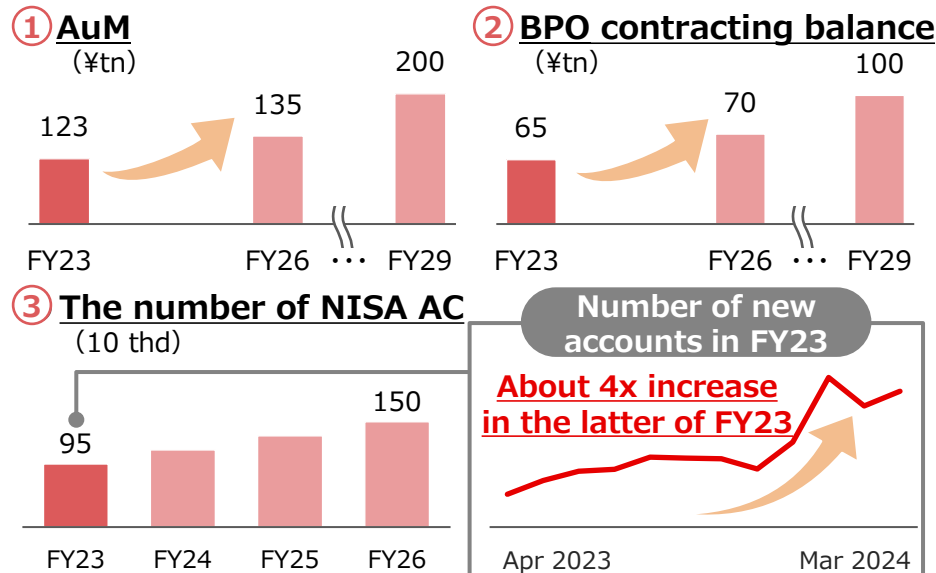 ① AuM
（¥tn）
123
135
200
FY23
FY26
･･･
FY29
② BPO contracting balance
（¥tn）
65
70
100
FY23
FY26
･･･
FY29
③ The number of NISA AC
（10 thd）
95
150
FY23
FY24
FY25
FY26
Number of new
accounts in FY23
About 4x increase
in the latter of FY23
Apr 2023
Mar 2024